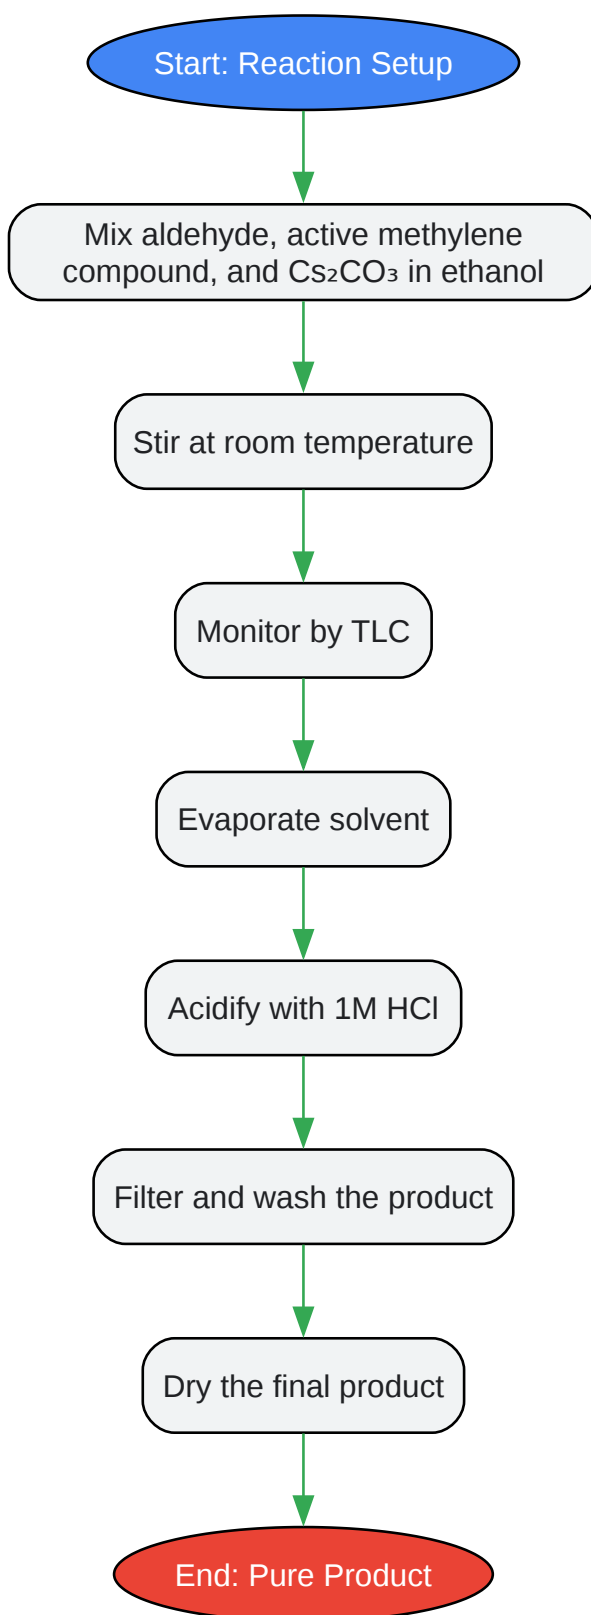 Start: Reaction Setup
Mix aldehyde, active methylene
compound, and Cs₂CO₃ in ethanol
Stir at room temperature
Monitor by TLC
Evaporate solvent
Acidify with 1M HCl
Filter and wash the product
Dry the final product
End: Pure Product